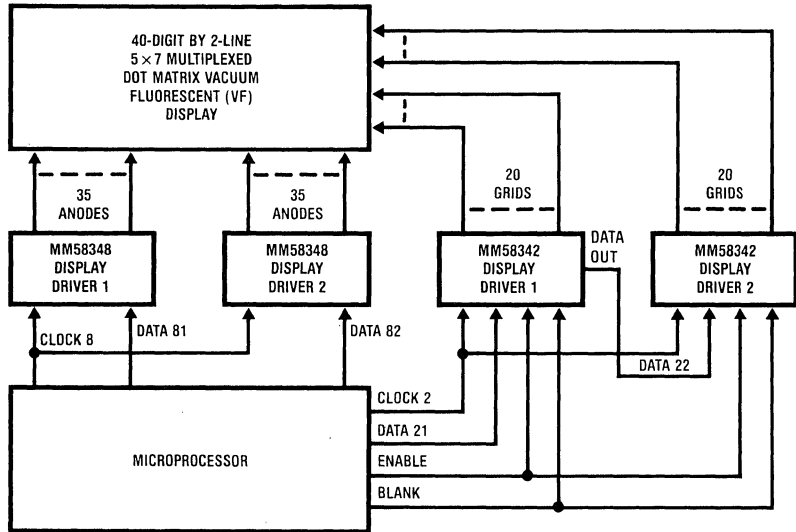 40-DIGIT BY 2-LINE
5 × 7 MULTIPLEXED
DOT MATRIX VACUUM
FLUORESCENT (VF)
DISPLAY
35
ANODES
35
ANODES
20
GRIDS
20
GRIDS
MM58348
DISPLAY
DRIVER 1
MM58348
DISPLAY
DRIVER 2
MM58342
DISPLAY
DRIVER 1
DATA
OUT
MM58342
DISPLAY
DRIVER 2
CLOCK 8
DATA 81
DATA 82
DATA 22
MICROPROCESSOR
CLOCK 2
DATA 21
ENABLE
BLANK